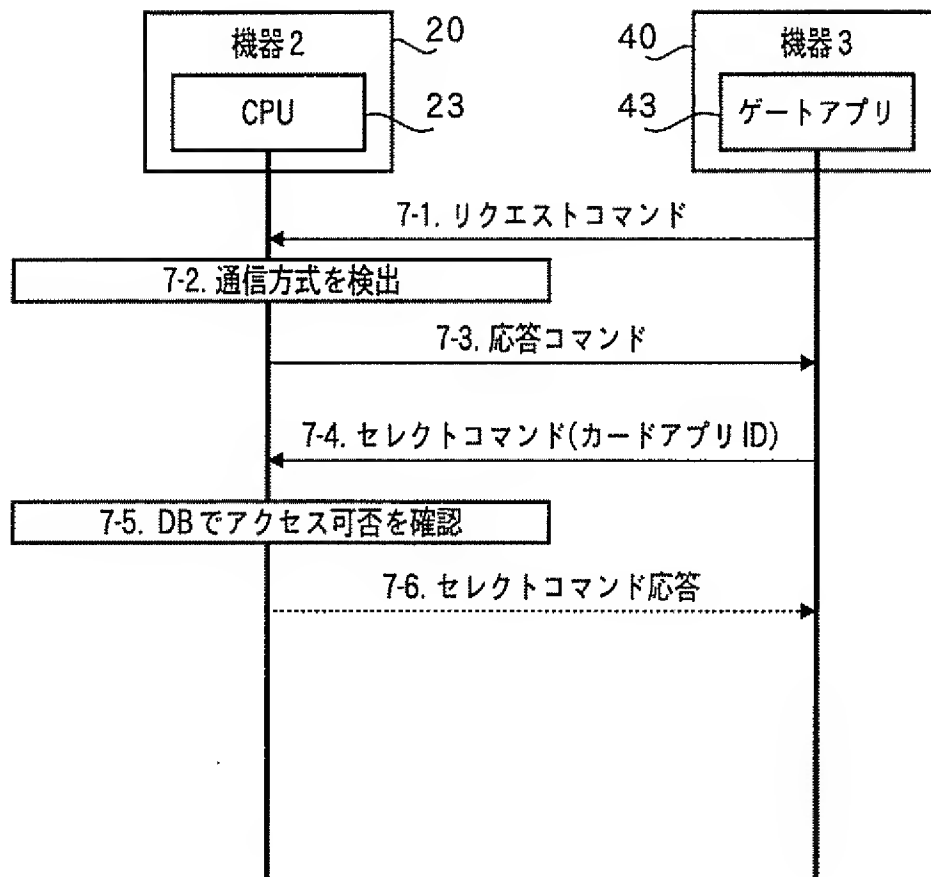 機器2
20
CPU
23
40
機器3
43
ゲートアプリ
7-1. リクエストコマンド
7-2. 通信方式を検出
7-3. 応答コマンド
7-4. セレクトコマンド(カードアプリID)
7-5. DBでアクセス可否を確認
7-6. セレクトコマンド応答